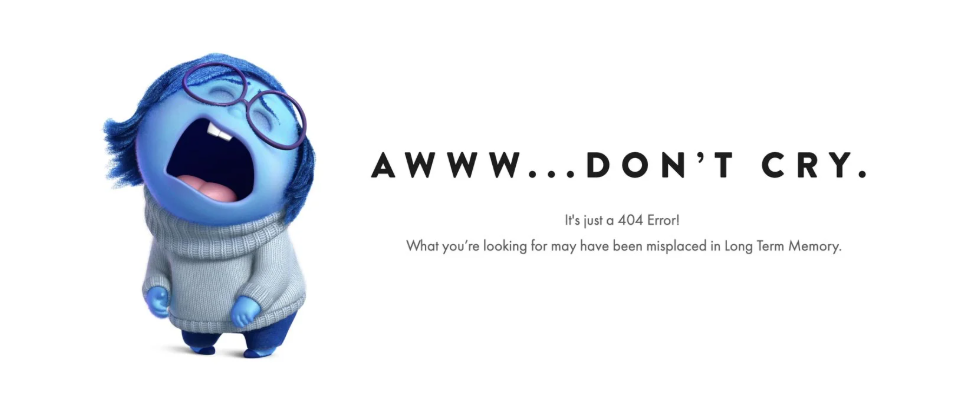 AWWW...DON’T CRY.
It's just a 404 Error!
What you’re looking for may have been misplaced in Long Term Memory.